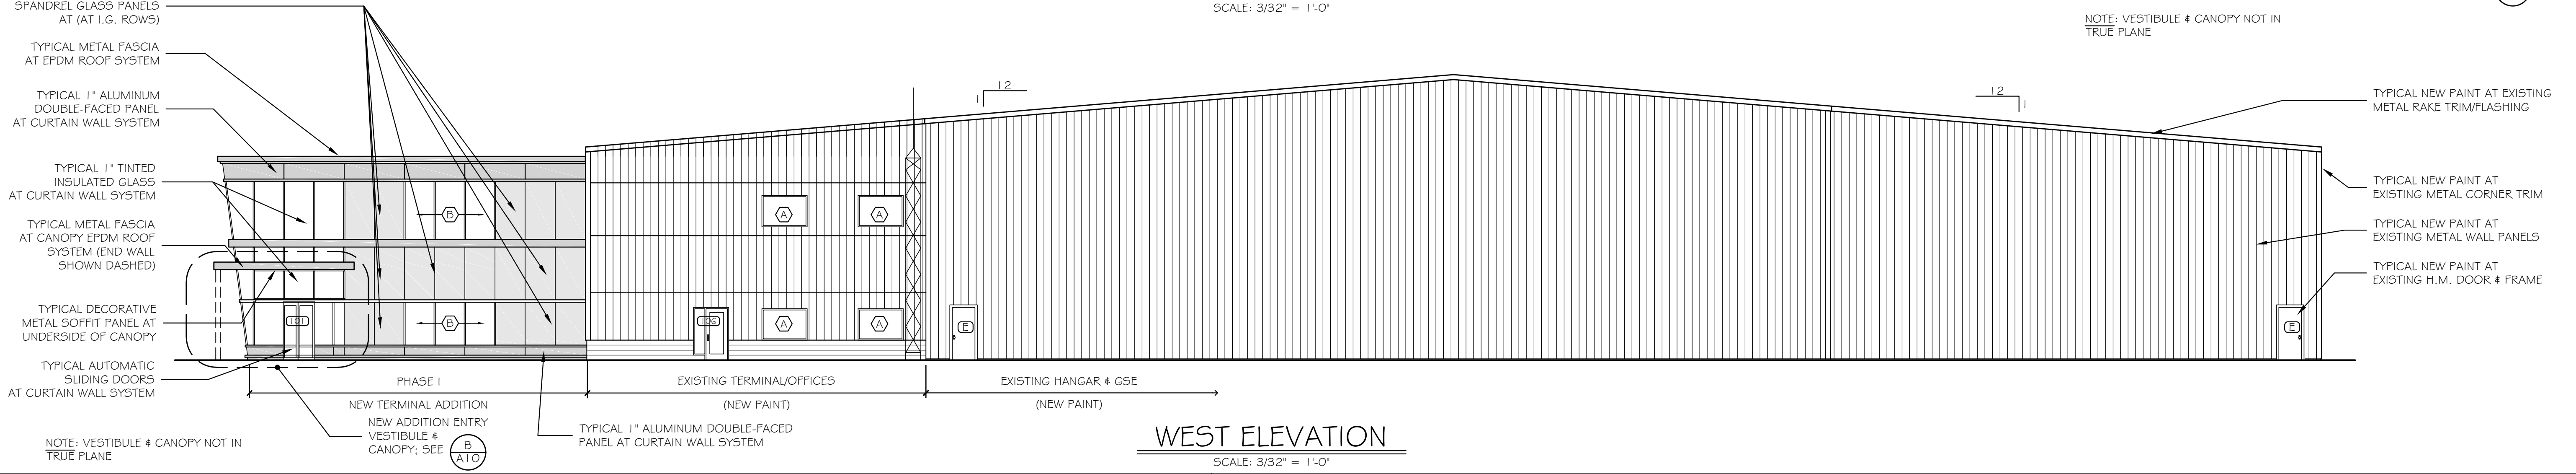 SPANDREL GLASS PANELS
AT (AT I.G. ROWS)
TYPICAL METAL FASCIA
AT EPDM ROOF SYSTEM
TYPICAL 1" ALUMINUM
DOUBLE-FACED PANEL
AT CURTAIN WALL SYSTEM
TYPICAL 1" TINTED
INSULATED GLASS
AT CURTAIN WALL SYSTEM
TYPICAL METAL FASCIA
AT CANOPY EPDM ROOF
SYSTEM (END WALL
SHOWN DASHED)
TYPICAL DECORATIVE
METAL SOFFIT PANEL AT
UNDERSIDE OF CANOPY
TYPICAL AUTOMATIC
SLIDING DOORS
AT CURTAIN WALL SYSTEM
NOTE: VESTIBULE & CANOPY NOT IN
TRUE PLANE
SCALE: 3/32" = 1'-0"
NOTE: VESTIBULE & CANOPY NOT IN
TRUE PLANE
12
1
12
1
B
B
101
106
A
A
A
A
E
E
TYPICAL NEW PAINT AT EXISTING
METAL RAKE TRIM/FLASHING
TYPICAL NEW PAINT AT
EXISTING METAL CORNER TRIM
TYPICAL NEW PAINT AT
EXISTING METAL WALL PANELS
TYPICAL NEW PAINT AT
EXISTING H.M. DOOR & FRAME
PHASE 1
NEW TERMINAL ADDITION
EXISTING TERMINAL/OFFICES
(NEW PAINT)
EXISTING HANGAR & GSE
(NEW PAINT)
NEW ADDITION ENTRY
VESTIBULE &
CANOPY; SEE
B
A10
TYPICAL 1" ALUMINUM DOUBLE-FACED
PANEL AT CURTAIN WALL SYSTEM
WEST ELEVATION
SCALE: 3/32" = 1'-0"